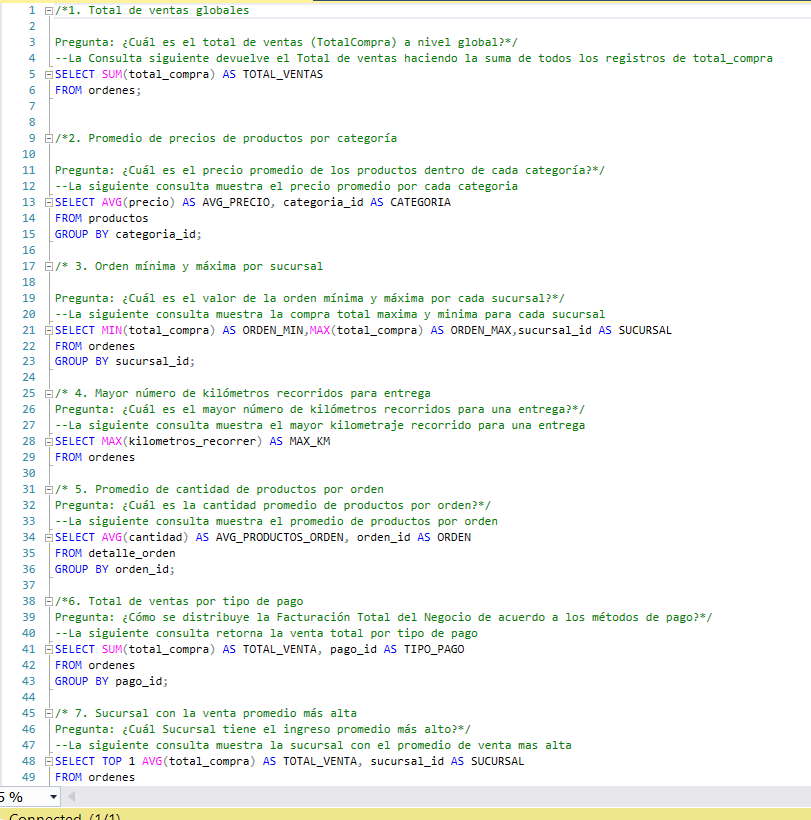 1 /*1. Total de ventas globales
2
3 Pregunta: ¿Cuál es el total de ventas (TotalCompra) a nivel global?*/
4 --La Consulta siguiente devuelve el Total de ventas haciendo la suma de todos los registros de total_compra
5 SELECT SUM(total_compra) AS TOTAL_VENTAS
6 FROM ordenes;
7
8
9 /*2. Promedio de precios de productos por categoría
10
11 Pregunta: ¿Cuál es el precio promedio de los productos dentro de cada categoría?*/
12 --La siguiente consulta muestra el precio promedio por cada categoria
13 SELECT AVG(precio) AS AVG_PRECIO, categoria_id AS CATEGORIA
14 FROM productos
15 GROUP BY categoria_id;
16
17 /* 3. Orden mínima y máxima por sucursal
18
19 Pregunta: ¿Cuál es el valor de la orden mínima y máxima por cada sucursal?*/
20 --La siguiente consulta muestra la compra total maxima y minima para cada sucursal
21 SELECT MIN(total_compra) AS ORDEN_MIN,MAX(total_compra) AS ORDEN_MAX,sucursal_id AS SUCURSAL
22 FROM ordenes
23 GROUP BY sucursal_id;
24
25 /* 4. Mayor número de kilómetros recorridos para entrega
26 Pregunta: ¿Cuál es el mayor número de kilómetros recorridos para una entrega?*/
27 --La siguiente consulta muestra el mayor kilometraje recorrido para una entrega
28 SELECT MAX(kilometros_recorrer) AS MAX_KM
29 FROM ordenes
30
31 /* 5. Promedio de cantidad de productos por orden
32 Pregunta: ¿Cuál es la cantidad promedio de productos por orden?*/
33 --La siguiente consulta muestra el promedio de productos por orden
34 SELECT AVG(cantidad) AS AVG_PRODUCTOS_ORDEN, orden_id AS ORDEN
35 FROM detalle_orden
36 GROUP BY orden_id;
37
38 /*6. Total de ventas por tipo de pago
39 Pregunta: ¿Cómo se distribuye la Facturación Total del Negocio de acuerdo a los métodos de pago?*/
40 --La siguiente consulta retorna la venta total por tipo de pago
41 SELECT SUM(total_compra) AS TOTAL_VENTA, pago_id AS TIPO_PAGO
42 FROM ordenes
43 GROUP BY pago_id;
44
45 /* 7. Sucursal con la venta promedio más alta
46 Pregunta: ¿Cuál Sucursal tiene el ingreso promedio más alto?*/
47 --La siguiente consulta muestra la sucursal con el promedio de venta mas alta
48 SELECT TOP 1 AVG(total_compra) AS TOTAL_VENTA, sucursal_id AS SUCURSAL
49 FROM ordenes
5 %
Connected (1/1)